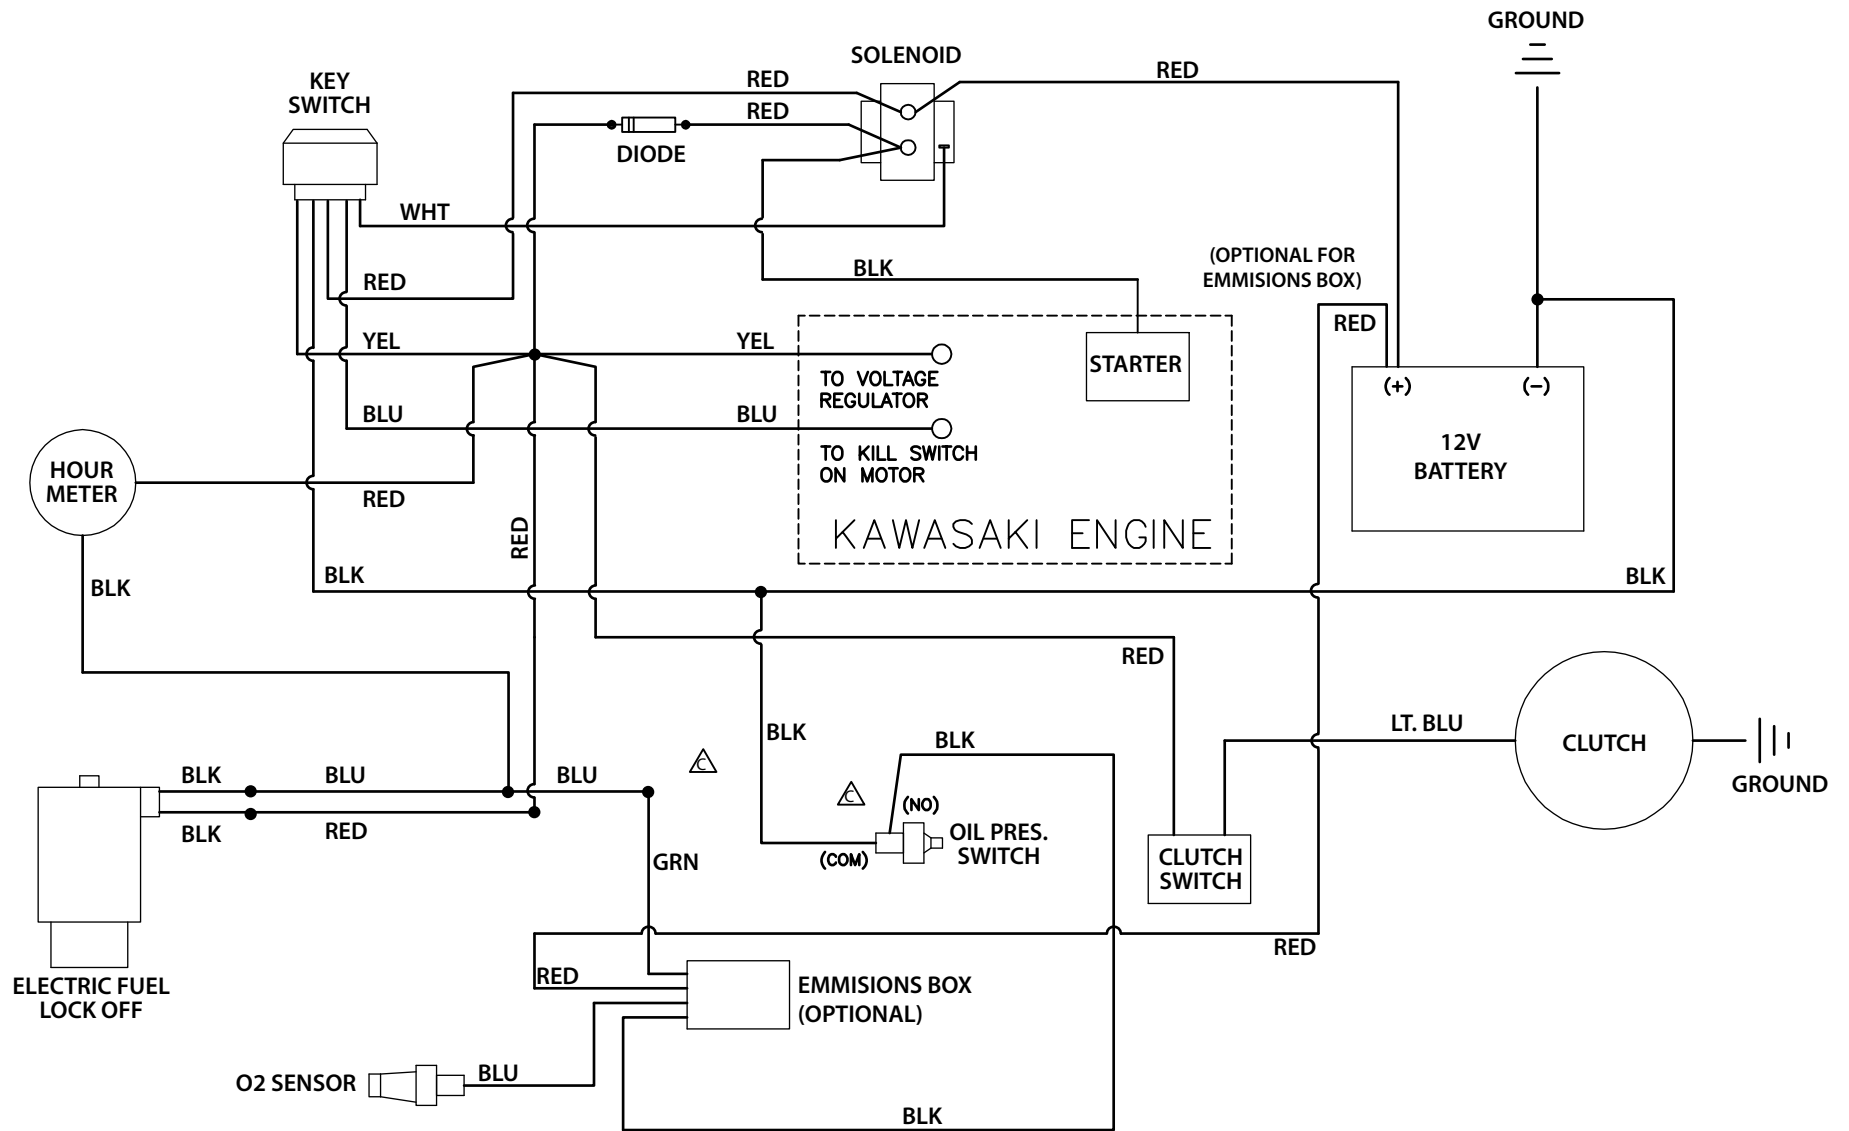 GROUND
SOLENOID
RED
RED
KEY
SWITCH
RED
DIODE
WHT
(OPTIONAL FOR
EMMISIONS BOX)
BLK
RED
RED
YEL
YEL
STARTER
(+)
(-)
TO VOLTAGE
REGULATOR
BLU
BLU
12V
BATTERY
TO KILL SWITCH
ON MOTOR
HOUR
METER
RED
RED
KAWASAKI ENGINE
BLK
BLK
BLK
RED
BLK
LT. BLU
BLK
CLUTCH
C
GROUND
BLK
BLU
BLU
C
(NO)
BLK
RED
OIL PRES.
SWITCH
(COM)
GRN
CLUTCH
SWITCH
RED
RED
EMMISIONS BOX
(OPTIONAL)
ELECTRIC FUEL
LOCK OFF
O2 SENSOR
BLU
BLK